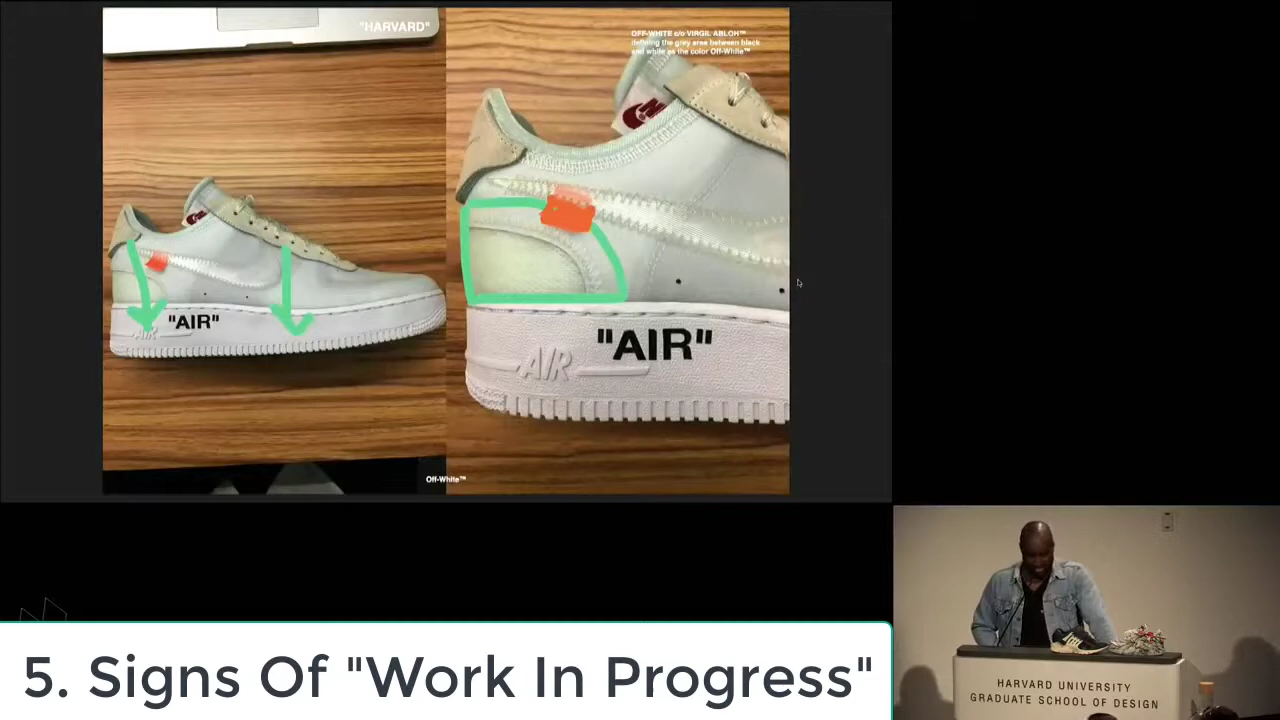 "HARVARD"
OFF-WHITE c/o VIRGIL ABLOH™
defining the grey area between black
and white as the color Off-White™
"AIR"
AIR
"AIR"
AIR
Off-White™
5. Signs Of "Work In Progress"
HARVARD UNIVERSITY
GRADUATE SCHOOL OF DESIGN